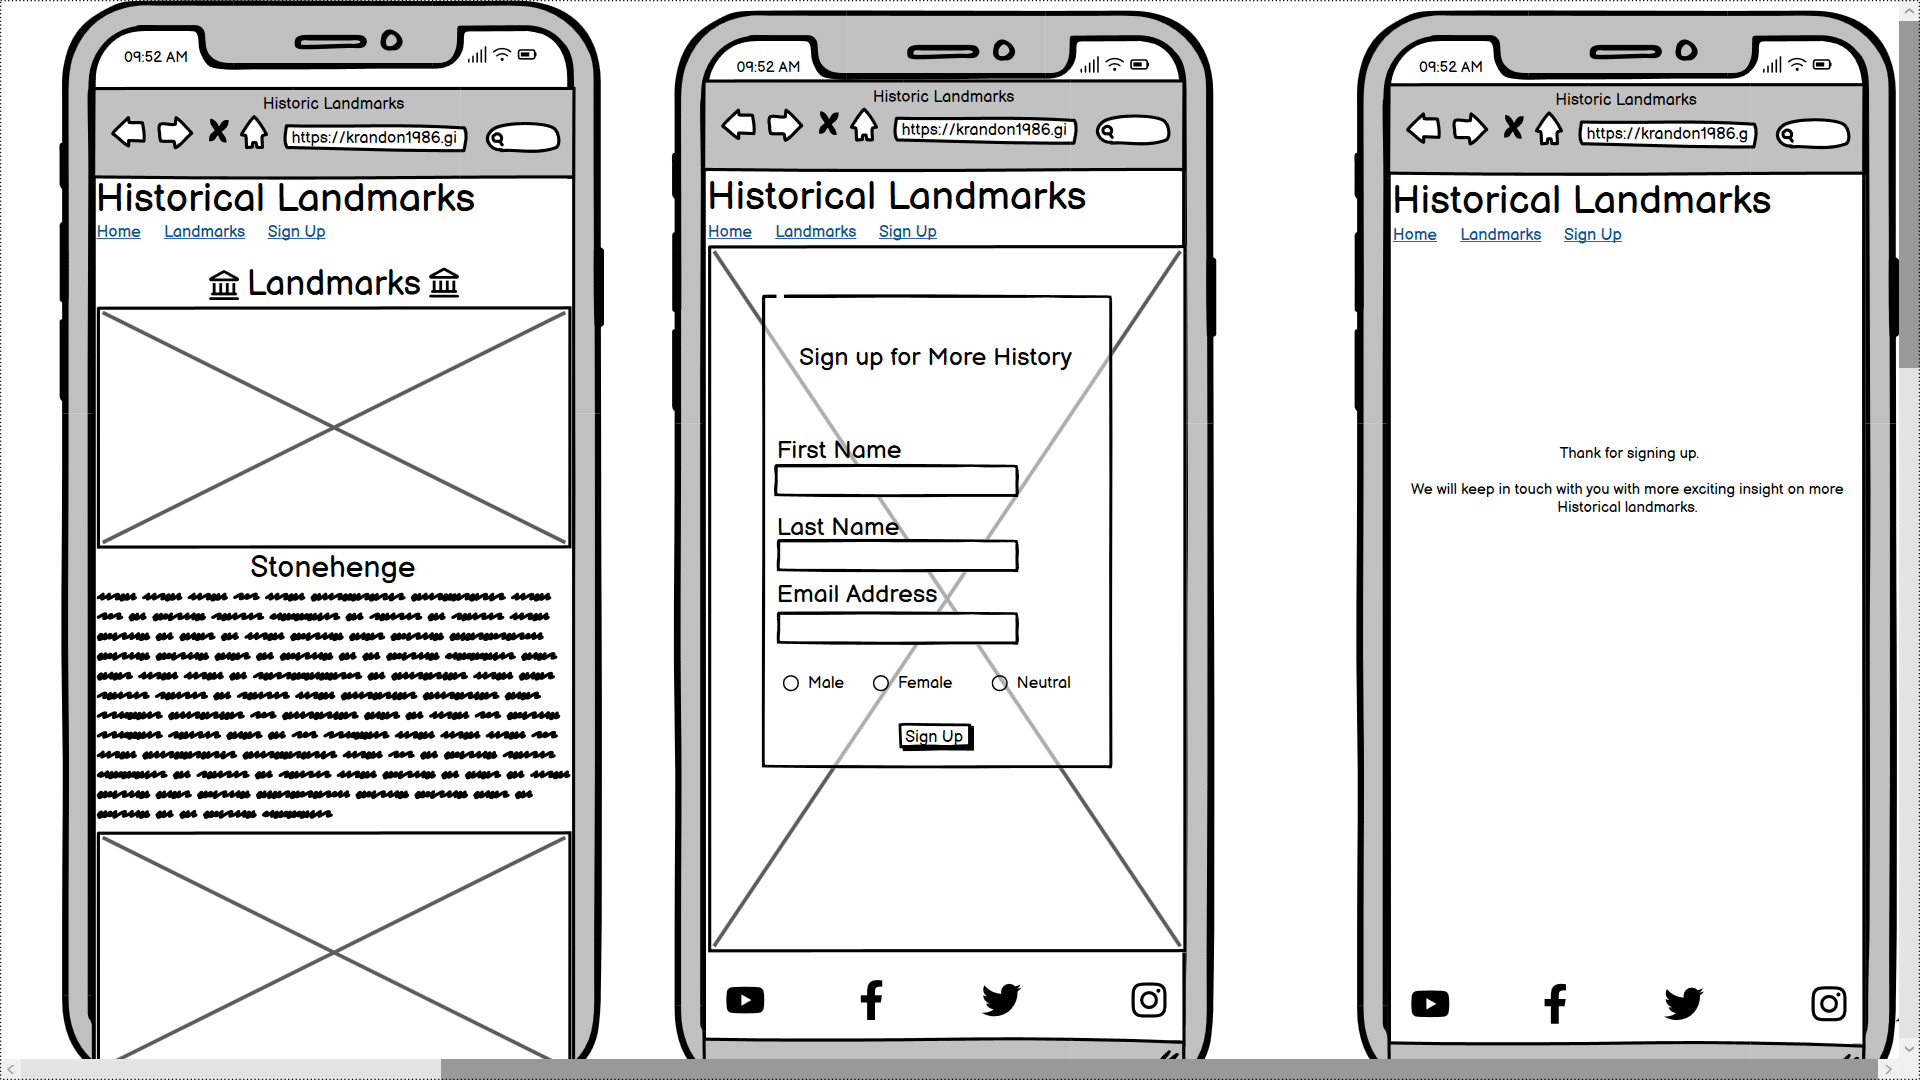 09:52 AM
Historic Landmarks
https://krandon1986.gi
Historical Landmarks
Home Landmarks Sign Up
Landmarks
Stonehenge
09:52 AM
Historic Landmarks
https://krandon1986.gi
Historical Landmarks
Home Landmarks Sign Up
Sign up for More History
First Name
Last Name
Email Address
Male Female Neutral
Sign Up
09:52 AM
Historic Landmarks
https://krandon1986.g
Historical Landmarks
Home Landmarks Sign Up
Thank for signing up.
We will keep in touch with you with more exciting insight on more
Historical landmarks.